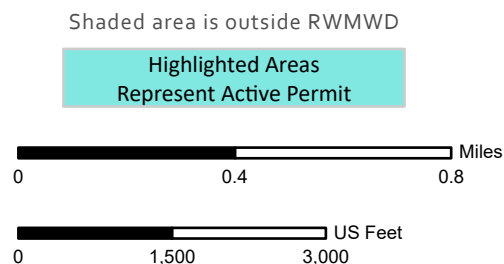 Shaded area is outside RWMWD
Highlighted Areas
Represent Active Permit
Miles
0 0.4 0.8
US Feet
0 1,500 3,000